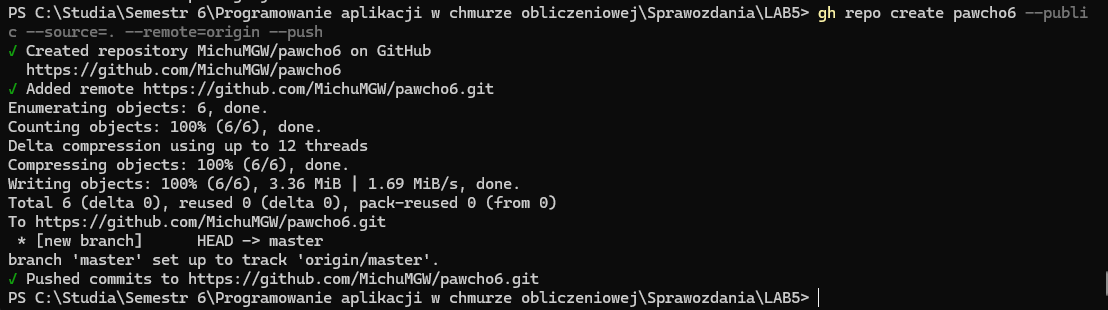 PS C:\Studia\Semestr 6\Programowanie aplikacji w chmurze obliczeniowej\Sprawozdania\LAB5> gh repo create pawcho6 --publi
c --source=. --remote=origin --push
✓ Created repository MichuMGW/pawcho6 on GitHub
  https://github.com/MichuMGW/pawcho6
✓ Added remote https://github.com/MichuMGW/pawcho6.git
Enumerating objects: 6, done.
Counting objects: 100% (6/6), done.
Delta compression using up to 12 threads
Compressing objects: 100% (6/6), done.
Writing objects: 100% (6/6), 3.36 MiB | 1.69 MiB/s, done.
Total 6 (delta 0), reused 0 (delta 0), pack-reused 0 (from 0)
To https://github.com/MichuMGW/pawcho6.git
 * [new branch]      HEAD -> master
branch 'master' set up to track 'origin/master'.
✓ Pushed commits to https://github.com/MichuMGW/pawcho6.git
PS C:\Studia\Semestr 6\Programowanie aplikacji w chmurze obliczeniowej\Sprawozdania\LAB5>